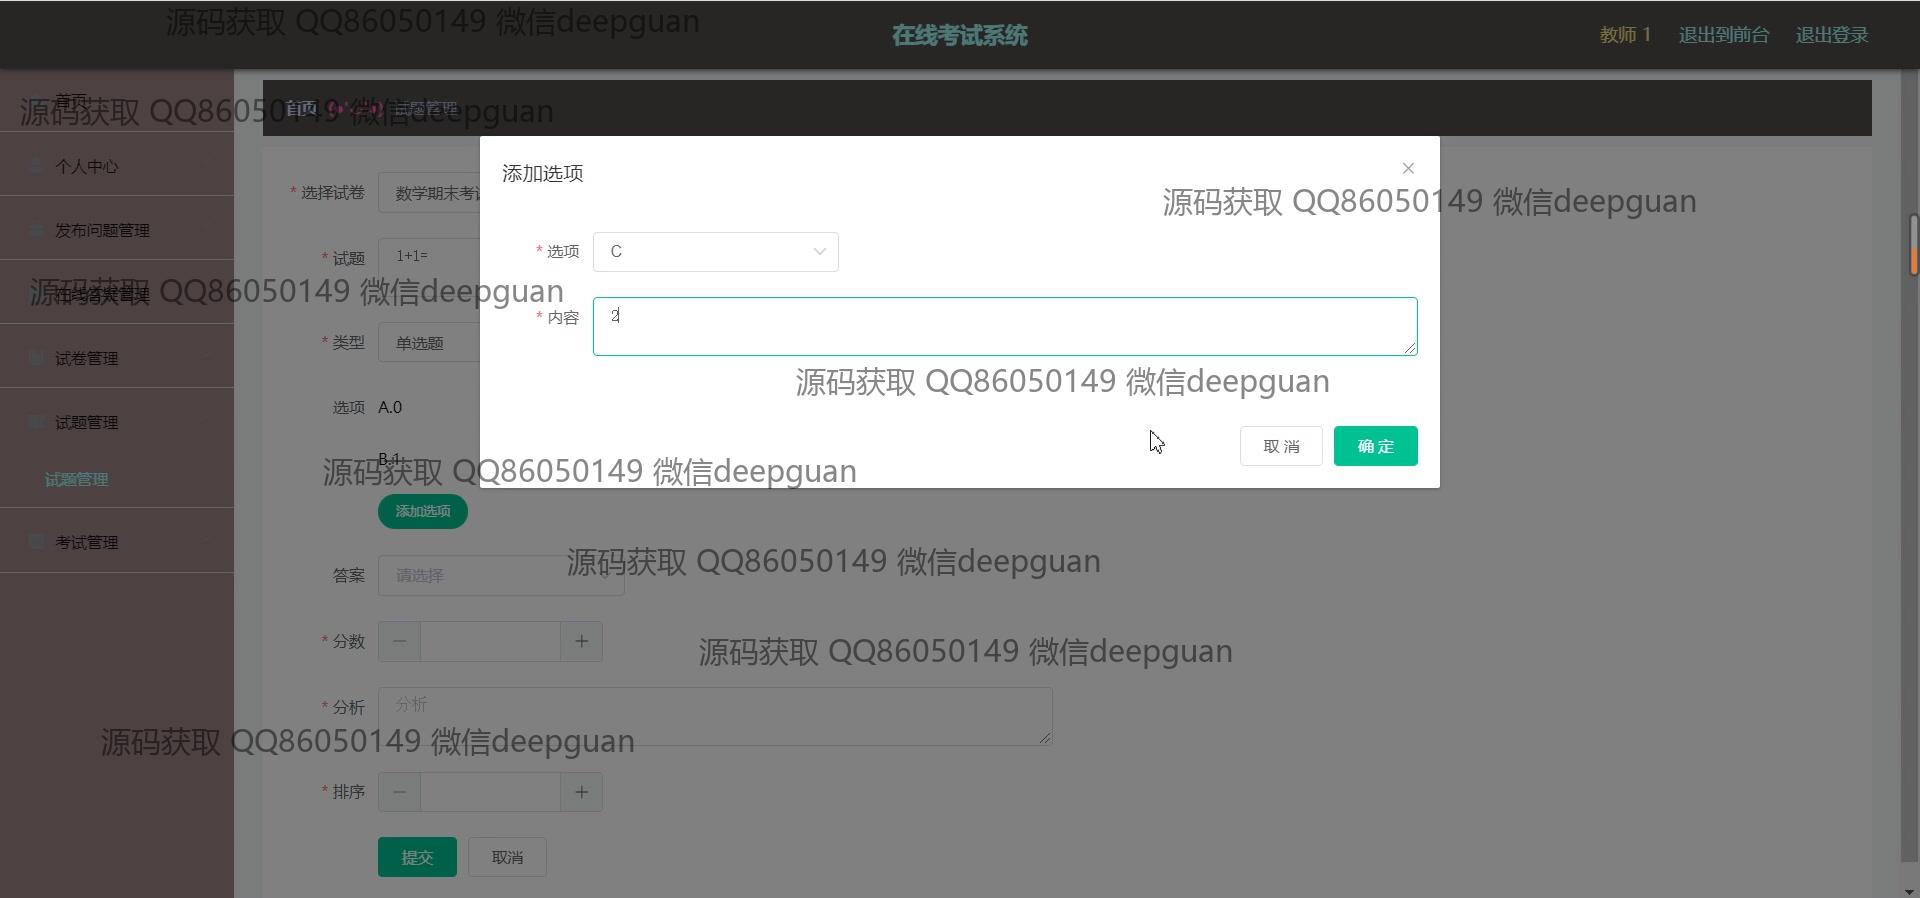 源码获取 QQ86050149 微信deepguan
在线考试系统
教师 1 退出到前台 退出登录
首页
源码获取 QQ86050149 微信deepguan
首页 试题管理
个人中心
添加选项
* 选择试卷 数学期末考试
源码获取 QQ86050149 微信deepguan
发布问题管理
* 试题 1+1=
* 选项 C
源码获取 QQ86050149 微信deepguan
* 内容 2
* 类型 单选题
试卷管理
源码获取 QQ86050149 微信deepguan
选项 A.0
试题管理
取消 确定
B.1
源码获取 QQ86050149 微信deepguan
试题管理
添加选项
考试管理
源码获取 QQ86050149 微信deepguan
答案 请选择
* 分数
源码获取 QQ86050149 微信deepguan
* 分析 分析
源码获取 QQ86050149 微信deepguan
* 排序
提交 取消